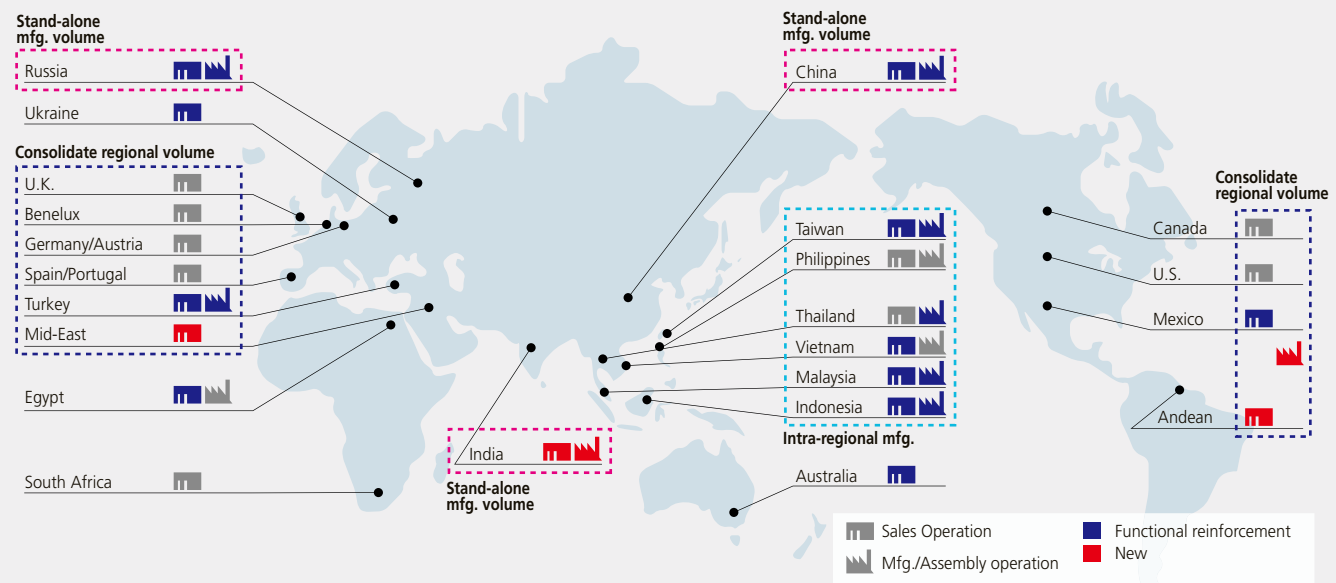 Stand-alone
mfg. volume
Russia
Ukraine
Consolidate regional volume
U.K.
Benelux
Germany/Austria
Spain/Portugal
Turkey
Mid-East
Egypt
South Africa
India
Stand-alone
mfg. volume
Stand-alone
mfg. volume
China
Taiwan
Philippines
Thailand
Vietnam
Malaysia
Indonesia
Intra-regional mfg.
Australia
Consolidate
regional volume
Canada
U.S.
Mexico
Andean
Sales Operation
Mfg./Assembly operation
Functional reinforcement
New